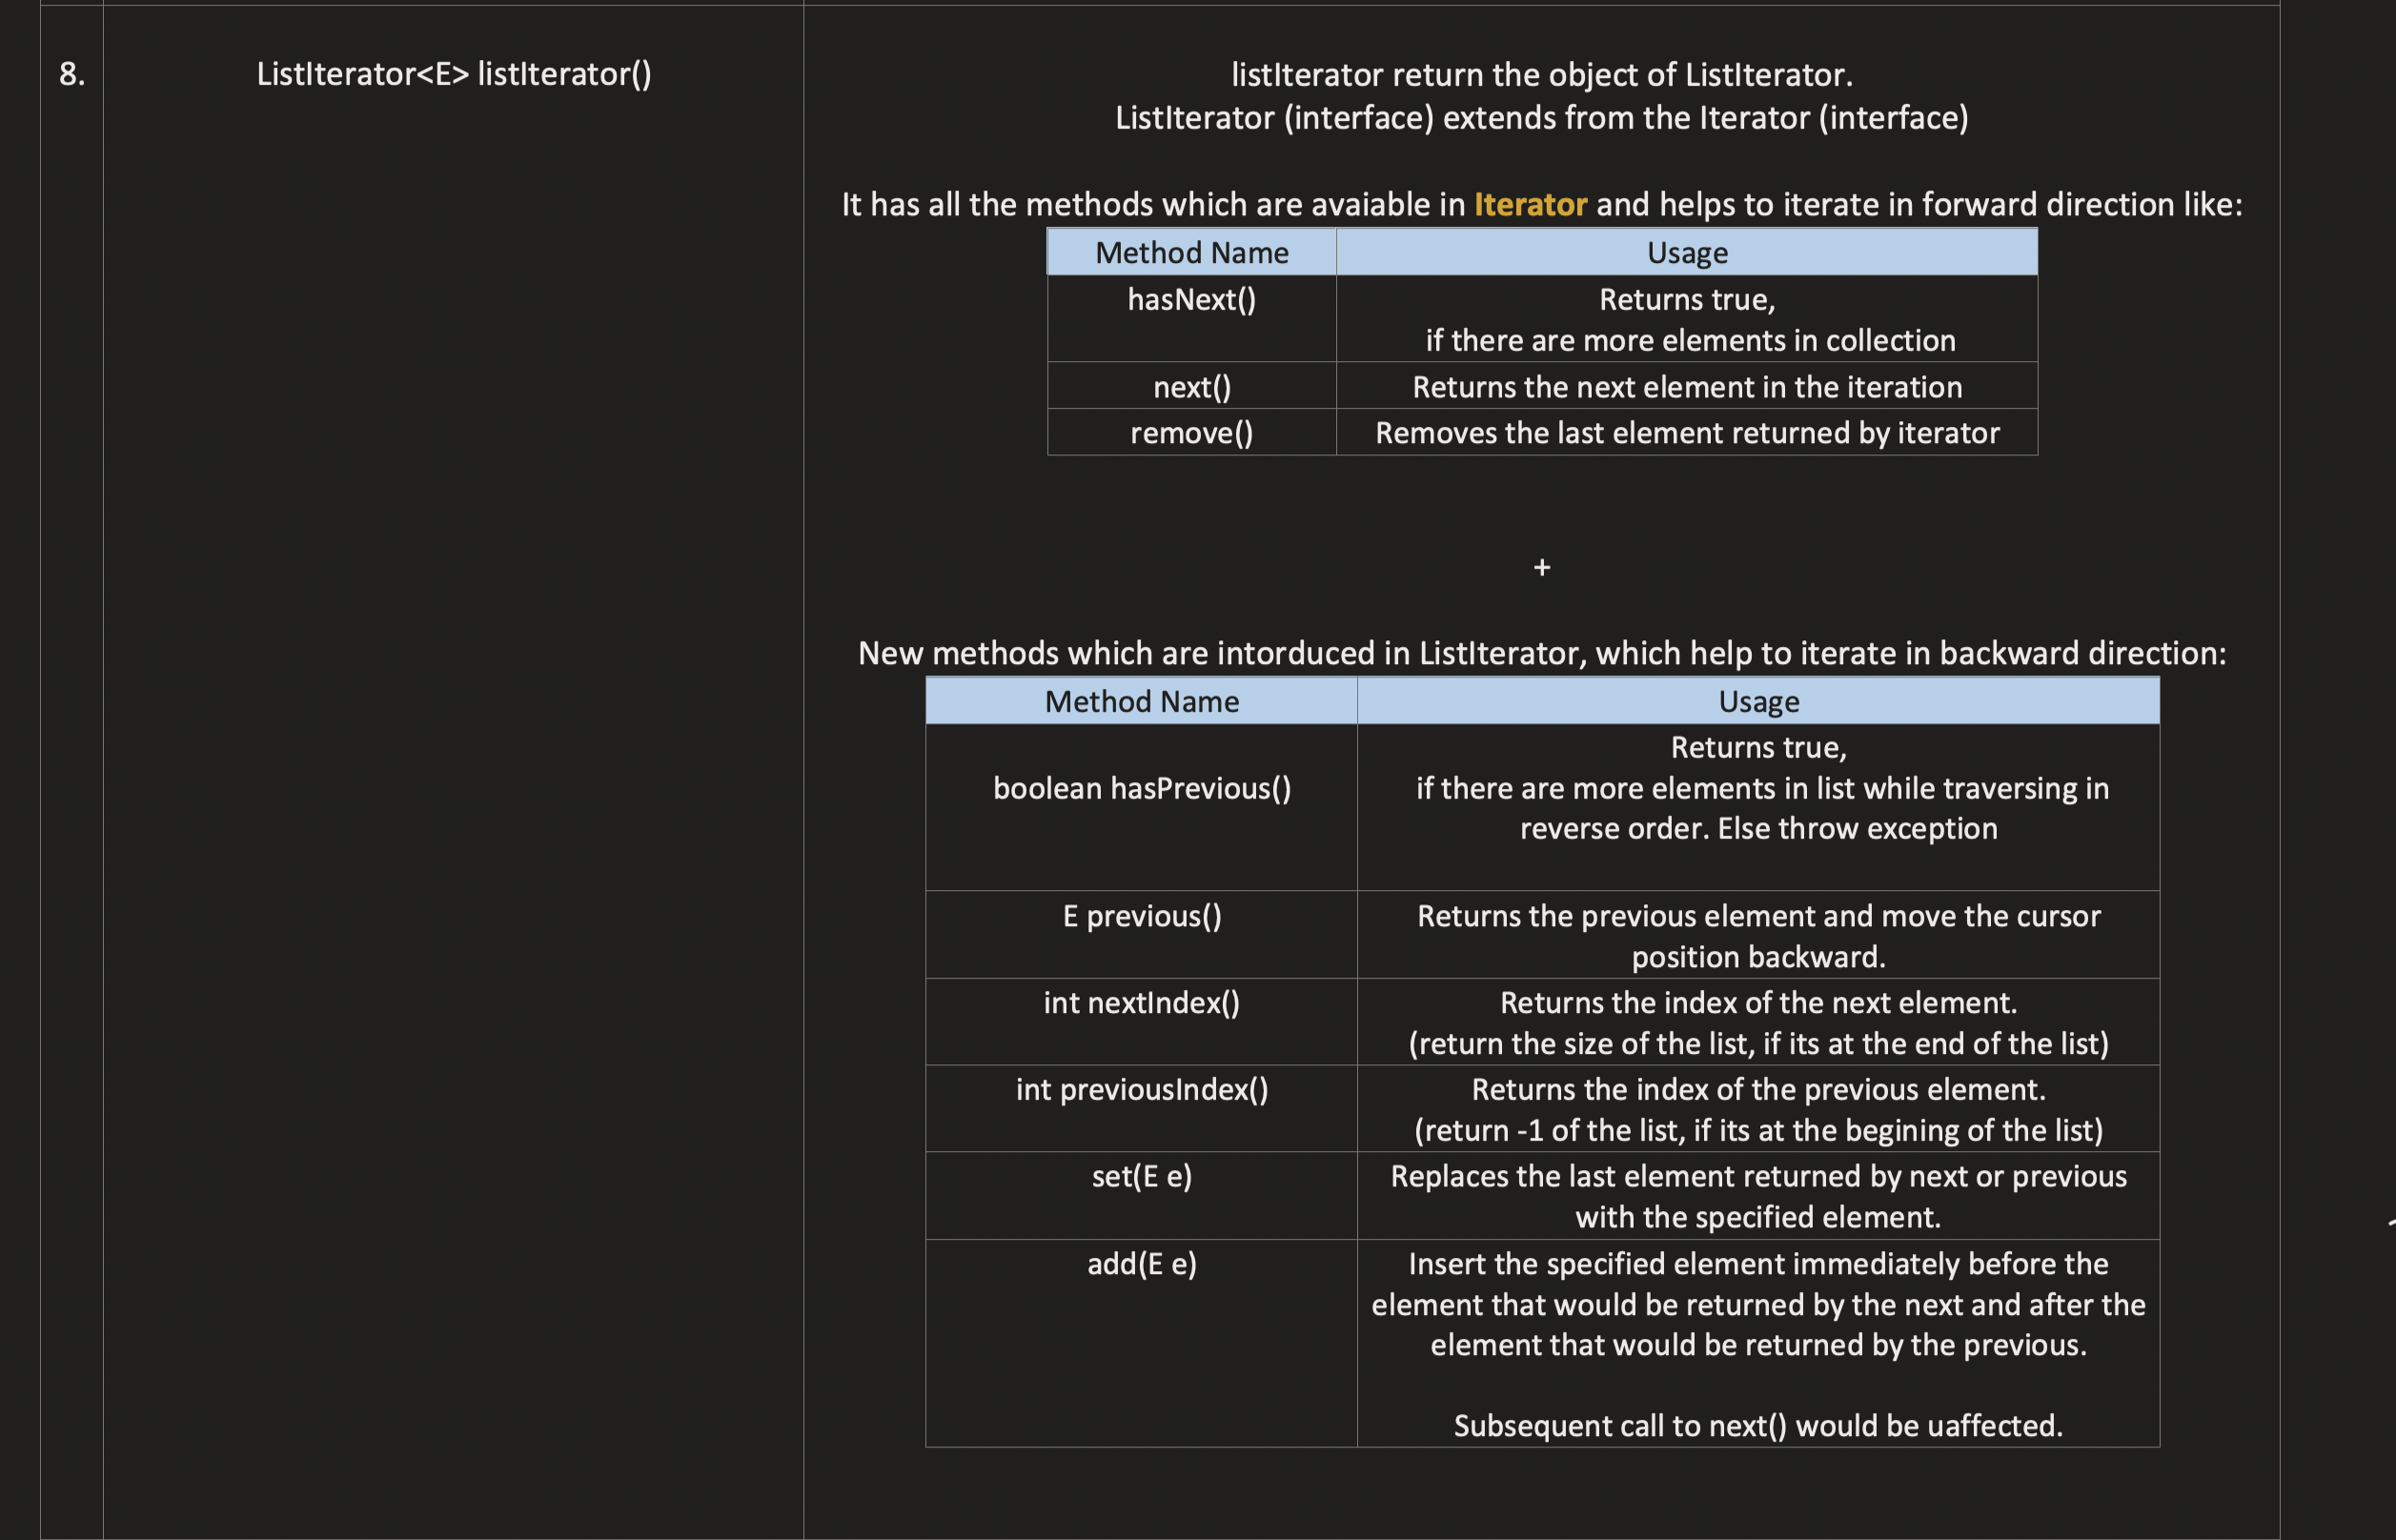 8.
ListIterator<E> listIterator()
listIterator return the object of ListIterator.
ListIterator (interface) extends from the Iterator (interface)
It has all the methods which are avaiable in Iterator and helps to iterate in forward direction like:
Method Name Usage
hasNext() Returns true,
if there are more elements in collection
next() Returns the next element in the iteration
remove() Removes the last element returned by iterator
+
New methods which are intorduced in ListIterator, which help to iterate in backward direction:
Method Name Usage
Returns true,
boolean hasPrevious() if there are more elements in list while traversing in
reverse order. Else throw exception
E previous() Returns the previous element and move the cursor
position backward.
int nextIndex() Returns the index of the next element.
(return the size of the list, if its at the end of the list)
int previousIndex() Returns the index of the previous element.
(return -1 of the list, if its at the begining of the list)
set(E e) Replaces the last element returned by next or previous
with the specified element.
add(E e) Insert the specified element immediately before the
element that would be returned by the next and after the
element that would be returned by the previous.
Subsequent call to next() would be uaffected.